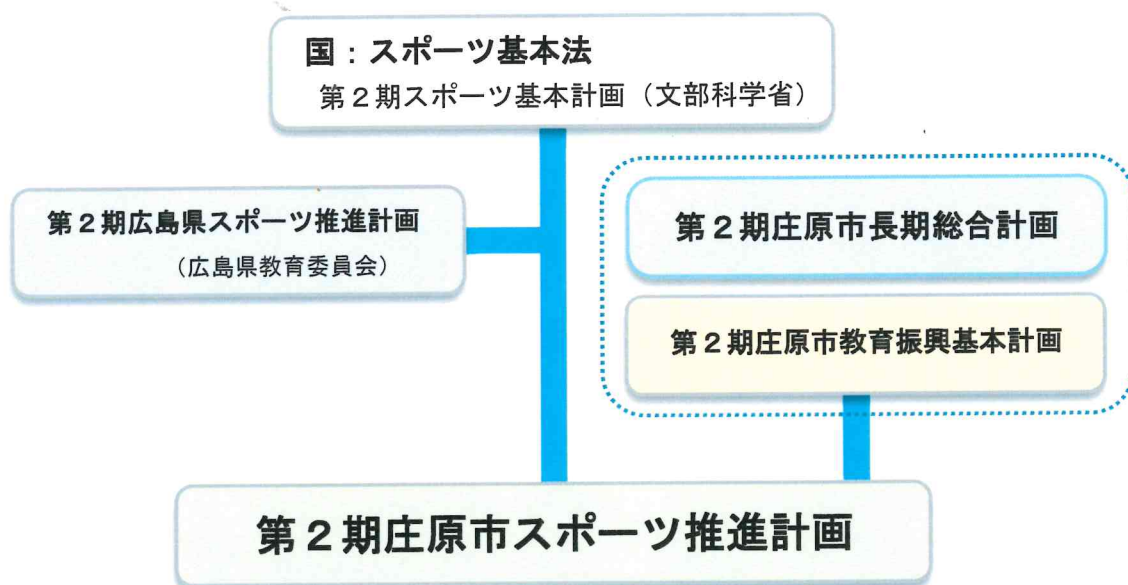 国：スポーツ基本法
第２期スポーツ基本計画（文部科学省）
第２期広島県スポーツ推進計画
（広島県教育委員会）
第２期庄原市長期総合計画
第２期庄原市教育振興基本計画
第２期庄原市スポーツ推進計画